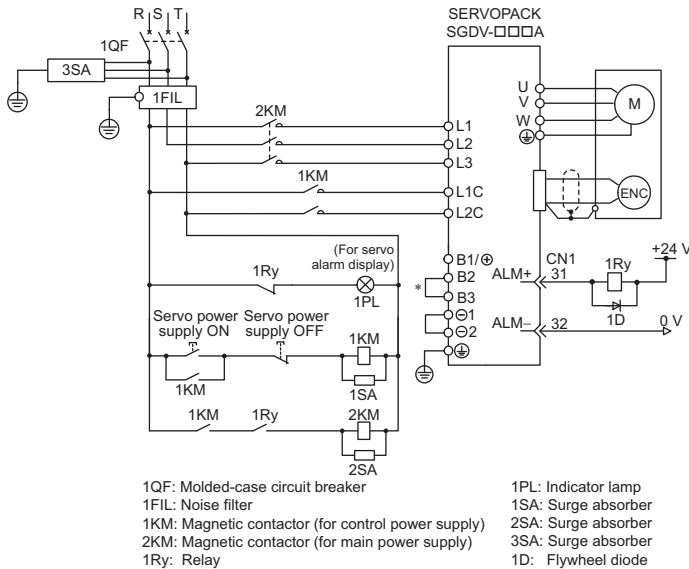 R S T
SERVOPACK
SGDV-□□□A
1QF
3SA
1FIL
U
V
W
M
2KM
L1
L2
L3
1KM
L1C
L2C
ENC
(For servo
alarm display)
B1/⊕
CN1
+24 V
1Ry
1PL
*
B2
ALM+
31
1Ry
B3
1D
Servo power
supply ON
Servo power
supply OFF
⊖1
ALM–
32
0 V
1KM
⊖2
1KM
1SA
1KM
1Ry
2KM
2SA
1QF: Molded-case circuit breaker
1FIL: Noise filter
1KM: Magnetic contactor (for control power supply)
2KM: Magnetic contactor (for main power supply)
1Ry: Relay
1PL: Indicator lamp
1SA: Surge absorber
2SA: Surge absorber
3SA: Surge absorber
1D: Flywheel diode